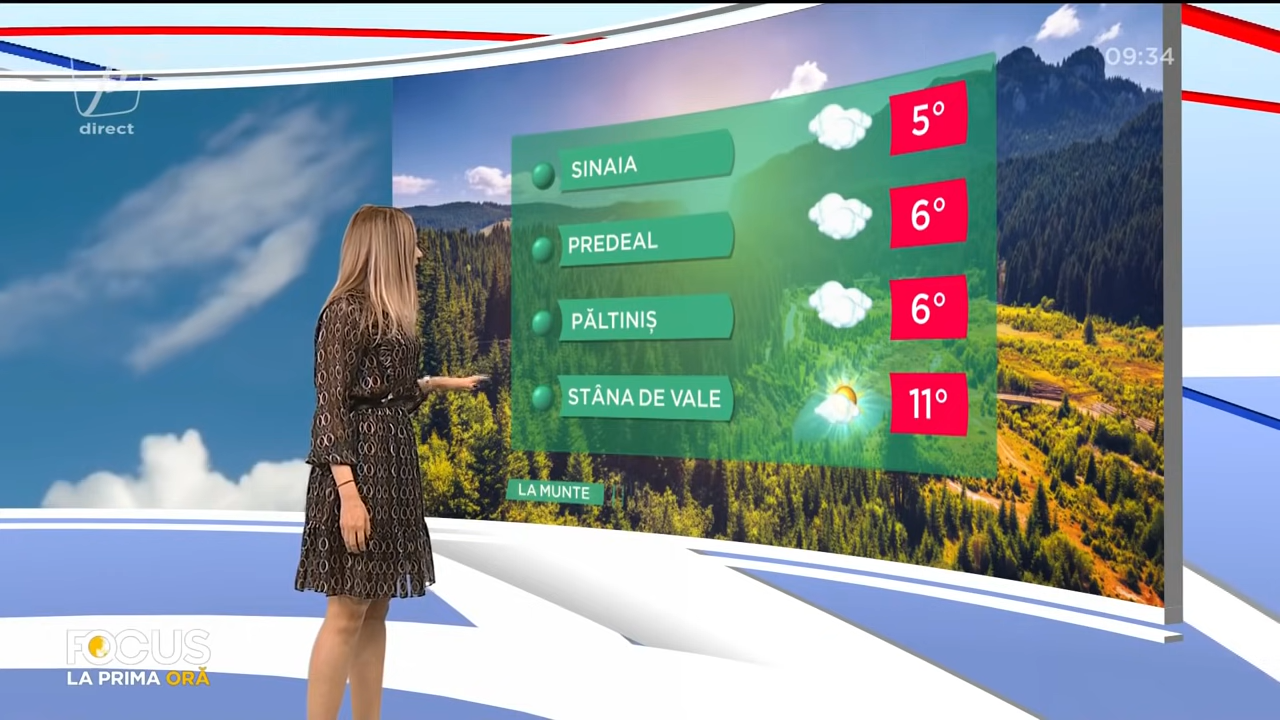 direct
09:34
SINAIA
5°
PREDEAL
6°
PĂLTINIȘ
6°
STÂNA DE VALE
11°
LA MUNTE
FOCUS
LA PRIMA ORĂ